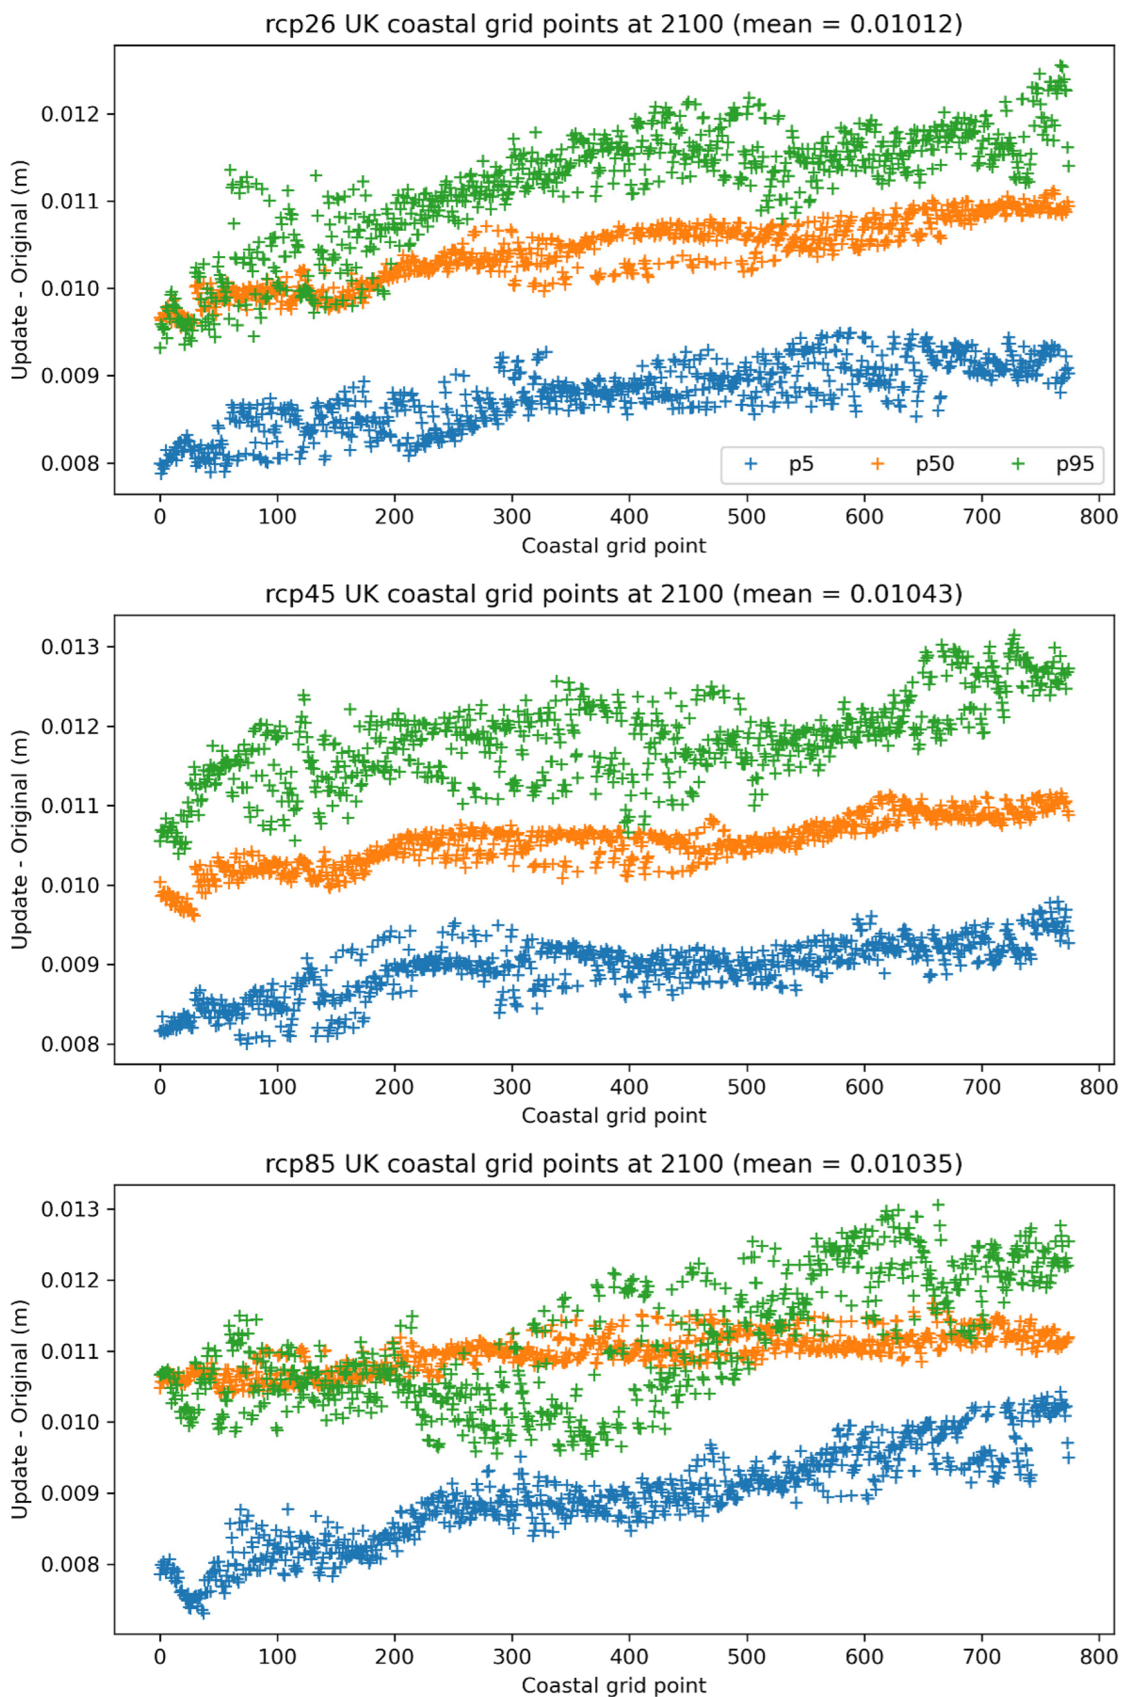 rcp26 UK coastal grid points at 2100 (mean = 0.01012)
Update - Original (m)
0.012
0.011
0.010
0.009
0.008
p5 p50 p95
0 100 200 300 400 500 600 700 800
Coastal grid point
rcp45 UK coastal grid points at 2100 (mean = 0.01043)
Update - Original (m)
0.013
0.012
0.011
0.010
0.009
0.008
0 100 200 300 400 500 600 700 800
Coastal grid point
rcp85 UK coastal grid points at 2100 (mean = 0.01035)
Update - Original (m)
0.013
0.012
0.011
0.010
0.009
0.008
0 100 200 300 400 500 600 700 800
Coastal grid point